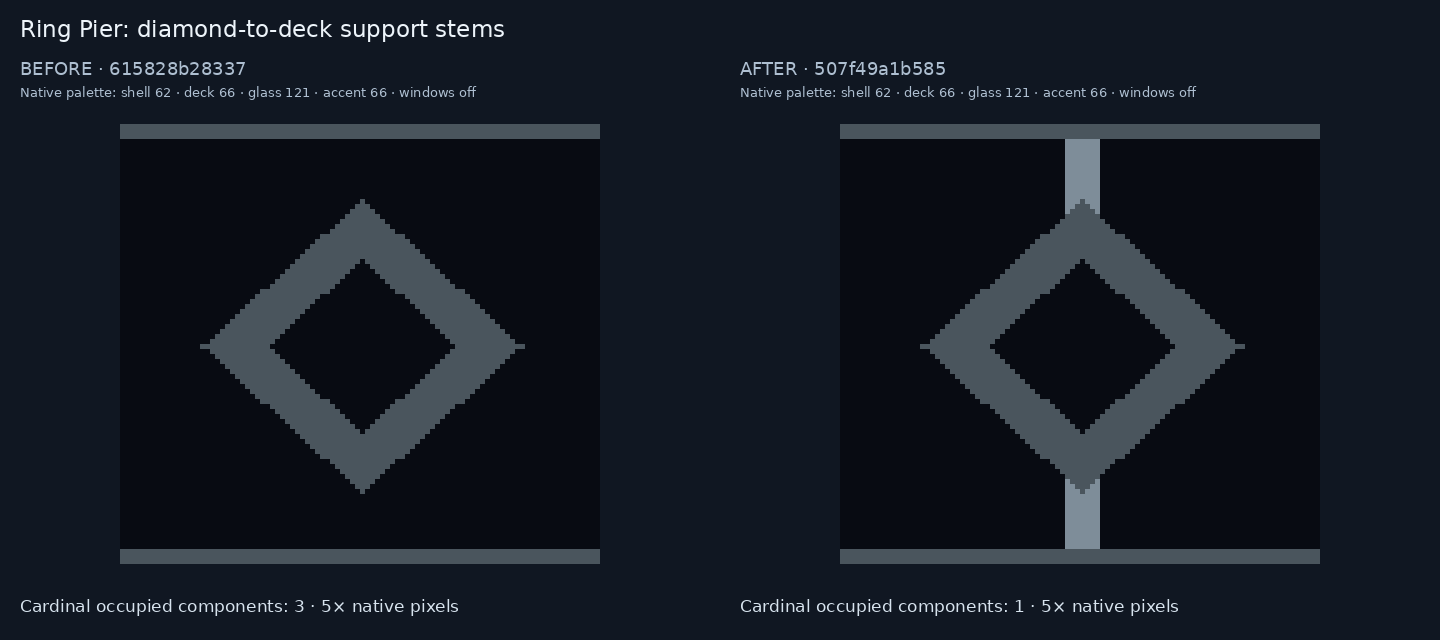 Ring Pier: diamond-to-deck support stems
BEFORE · 615828b28337
Native palette: shell 62 · deck 66 · glass 121 · accent 66 · windows off
AFTER · 507f49a1b585
Native palette: shell 62 · deck 66 · glass 121 · accent 66 · windows off
Cardinal occupied components: 3 · 5× native pixels
Cardinal occupied components: 1 · 5× native pixels